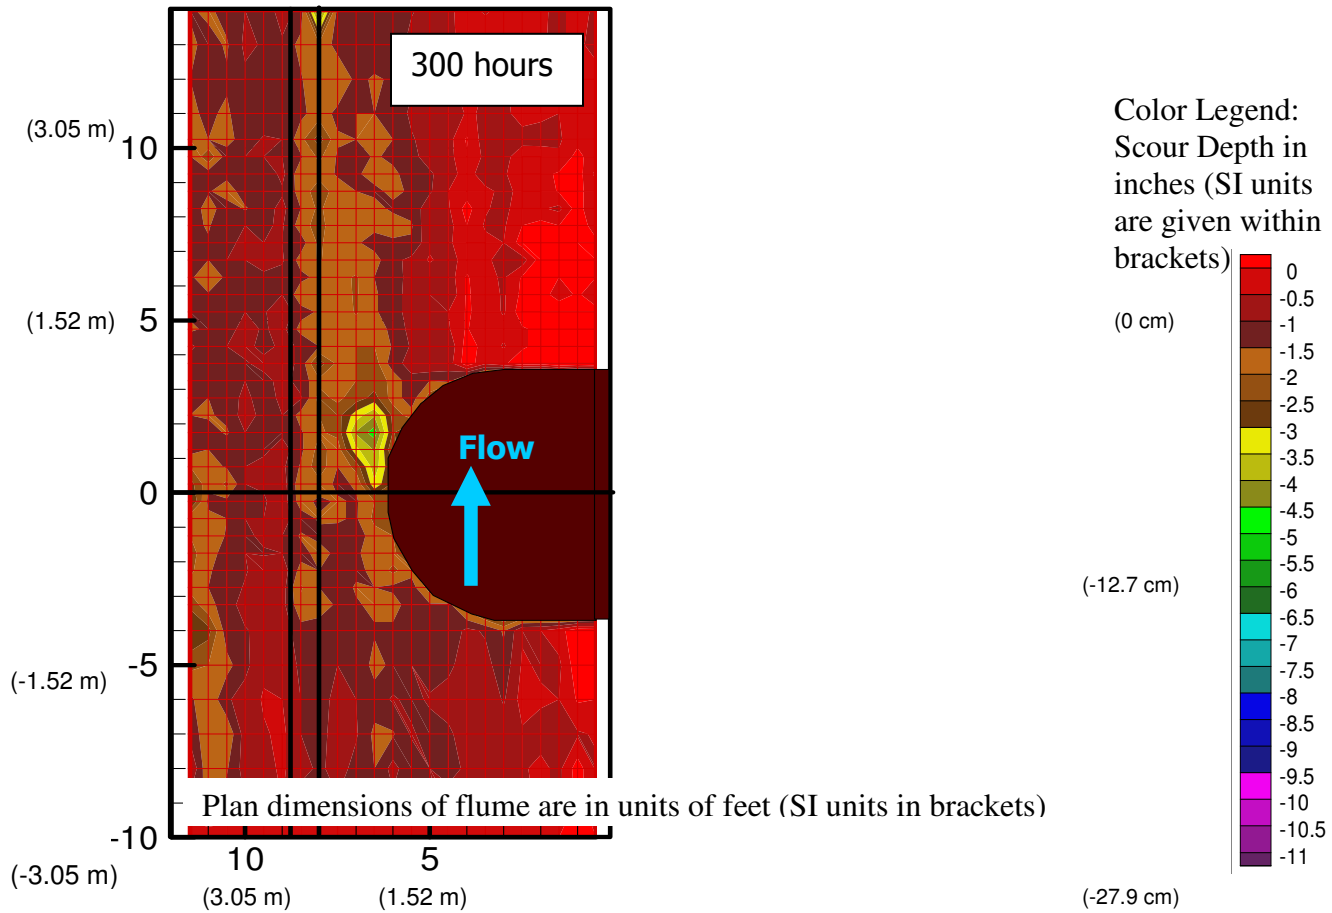 300 hours
Color Legend:
Scour Depth in
inches (SI units
are given within
brackets)
(3.05 m)
10
(1.52 m)
5
0
-5
(-1.52 m)
-10
(-3.05 m)
Flow
(0 cm)
(-12.7 cm)
(-27.9 cm)
0
-0.5
-1
-1.5
-2
-2.5
-3
-3.5
-4
-4.5
-5
-5.5
-6
-6.5
-7
-7.5
-8
-8.5
-9
-9.5
-10
-10.5
-11
Plan dimensions of flume are in units of feet (SI units in brackets)
10 5
(3.05 m) (1.52 m)